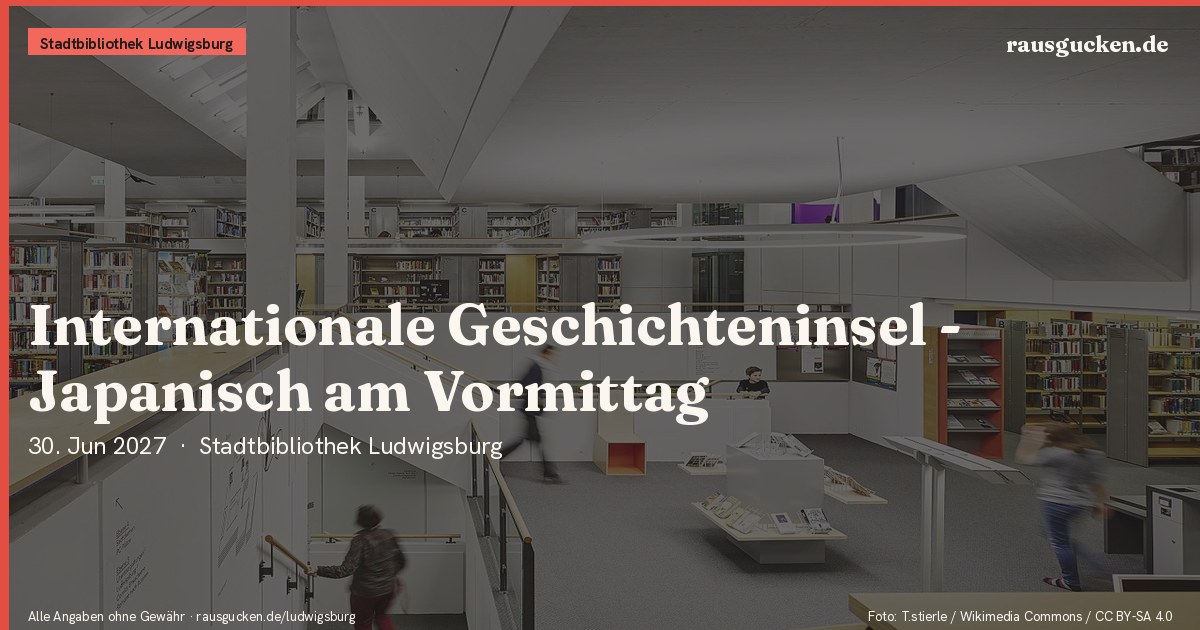 Stadtbibliothek Ludwigsburg
rausgucken.de
Internationale Geschichteninsel -
Japanisch am Vormittag
30. Jun 2027 · Stadtbibliothek Ludwigsburg
Alle Angaben ohne Gewähr · rausgucken.de/ludwigsburg
Foto: T.stierle / Wikimedia Commons / CC BY-SA 4.0